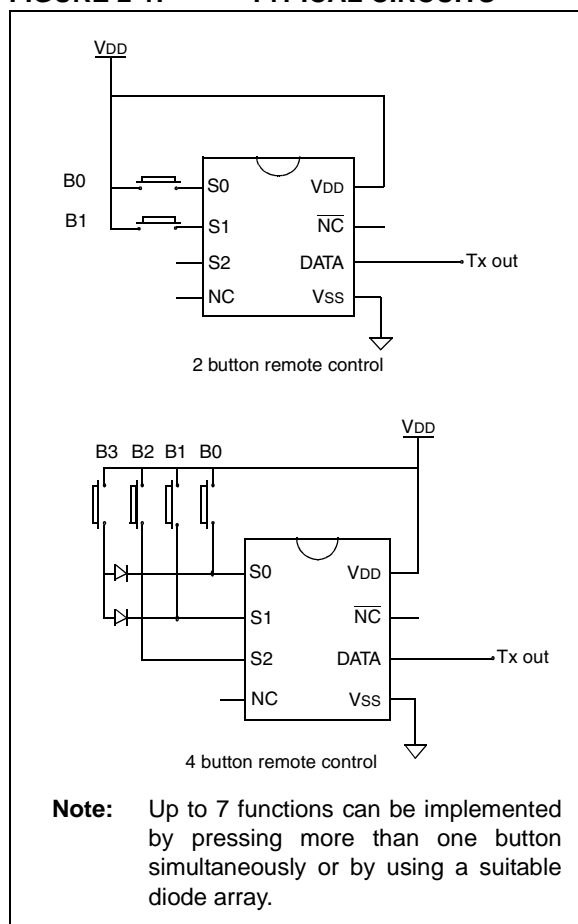 FIGURE 2-1: TYPICAL CIRCUITS
VDD
B0
S0 VDD
B1
S1 NC
S2 DATA Tx out
NC VSS
2 button remote control
VDD
B3 B2 B1 B0
S0 VDD
S1 NC
S2 DATA Tx out
NC VSS
4 button remote control
Note: Up to 7 functions can be implemented
by pressing more than one button
simultaneously or by using a suitable
diode array.